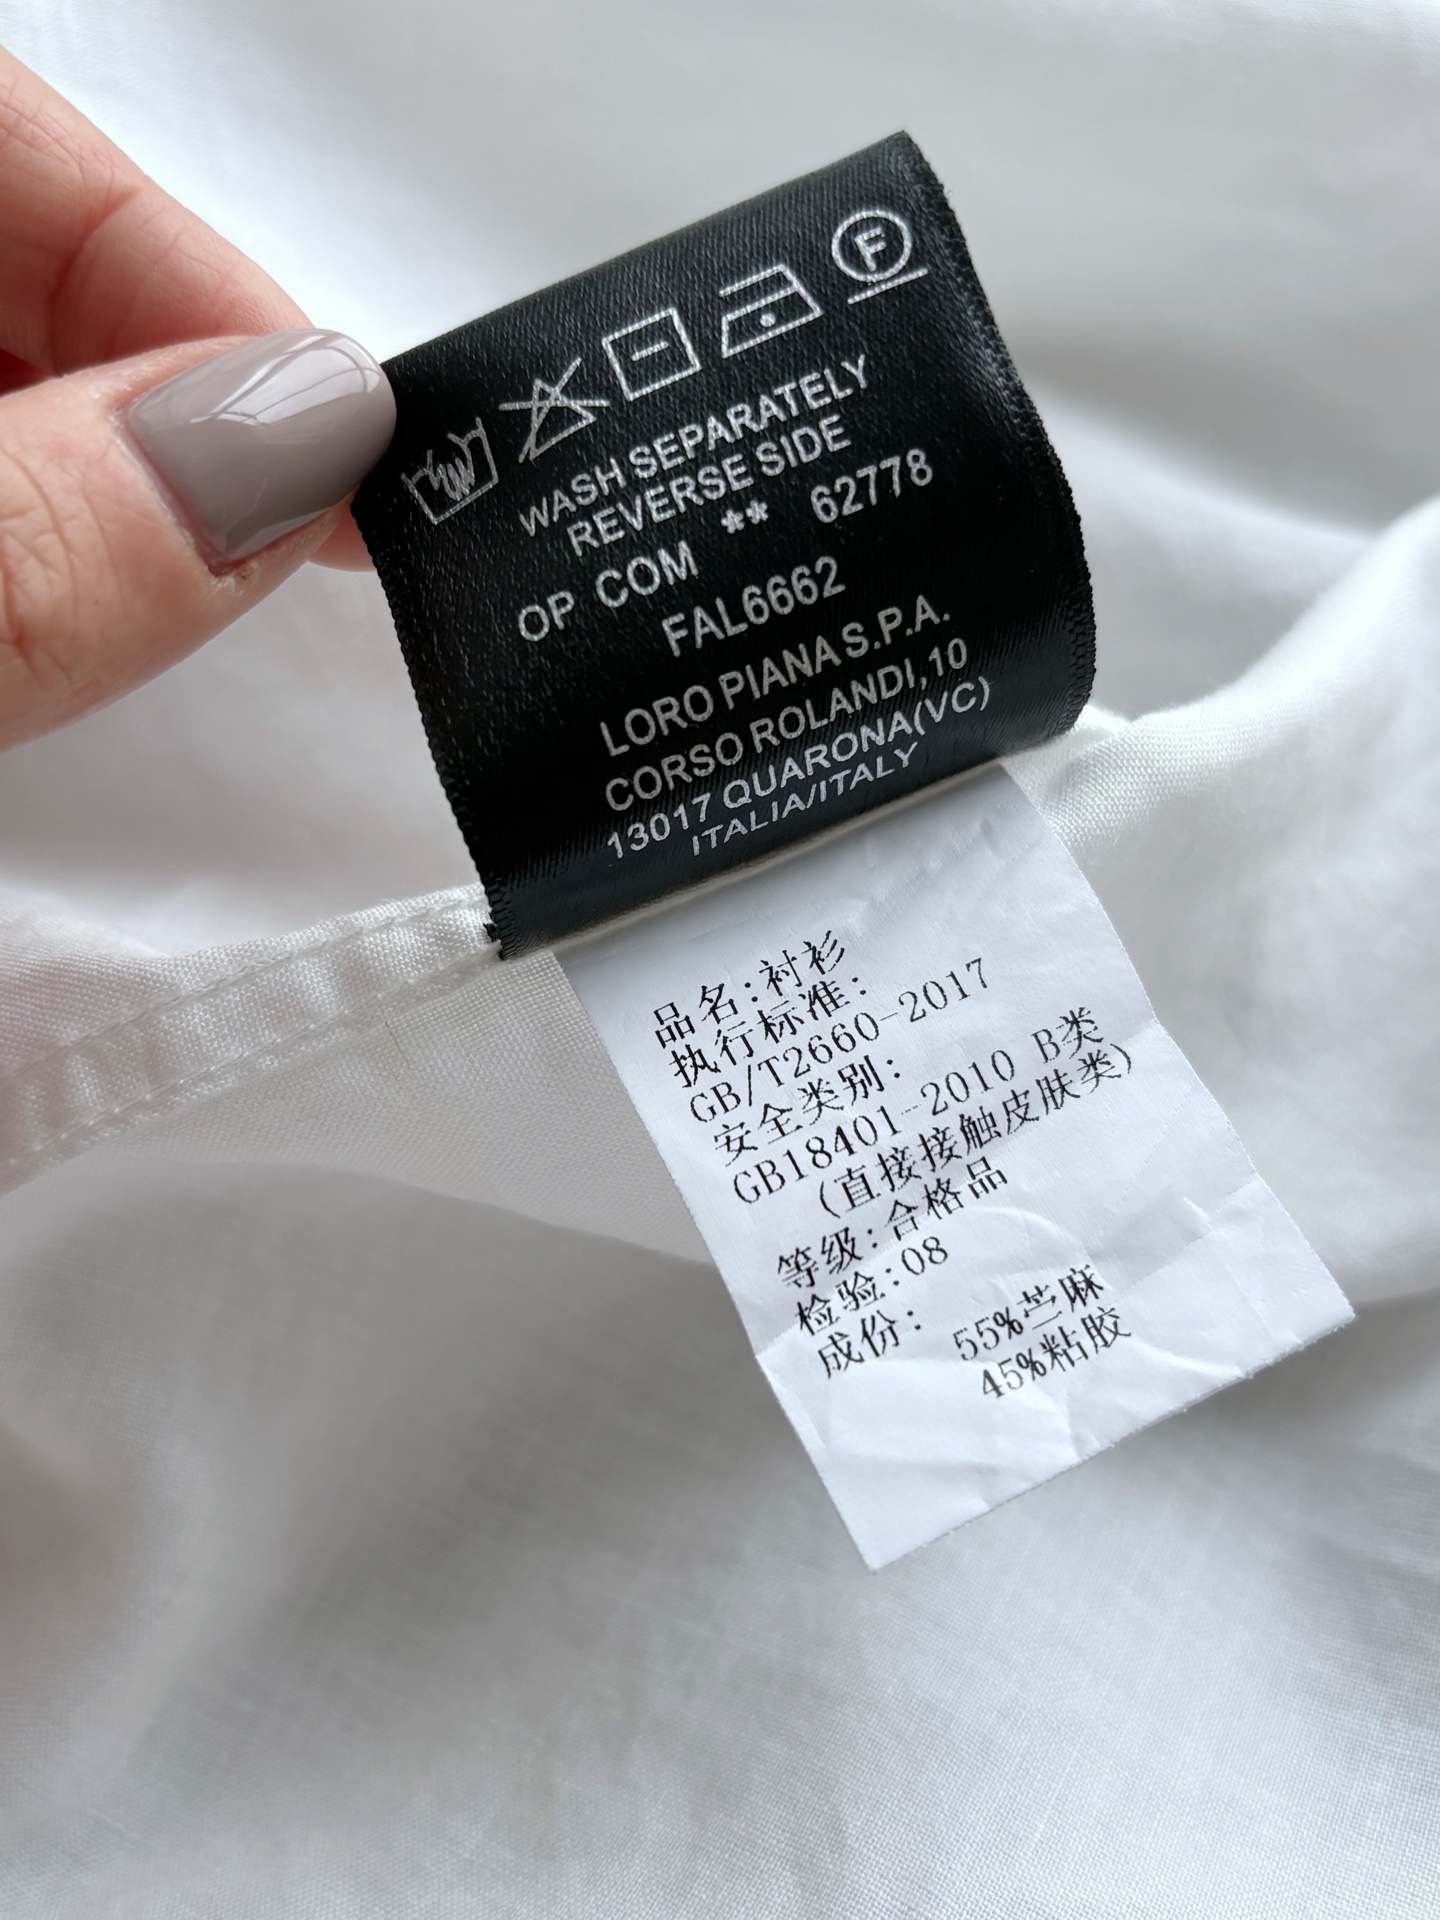 F
WASH SEPARATELY
REVERSE SIDE
OP COM ** 62778
FAL6662
LORO PIANA S.P.A.
CORSO ROLANDI,10
13017 QUARONA(VC)
ITALIA/ITALY
品名:衬衫
执行标准:
GB/T2660-2017
安全类别:
GB18401-2010 B类
(直接接触皮肤类)
等级:合格品
检验:08
成份: 55%苎麻
45%粘胶